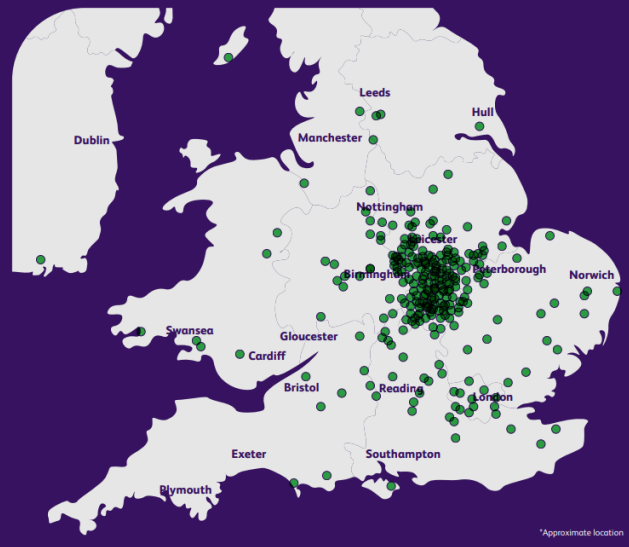 Leeds
Hull
Dublin
Manchester
Nottingham
Leicester
Peterborough
Birmingham
Norwich
Swansea
Gloucester
Cardiff
Bristol
Reading
London
Exeter
Southampton
Plymouth
*Approximate location